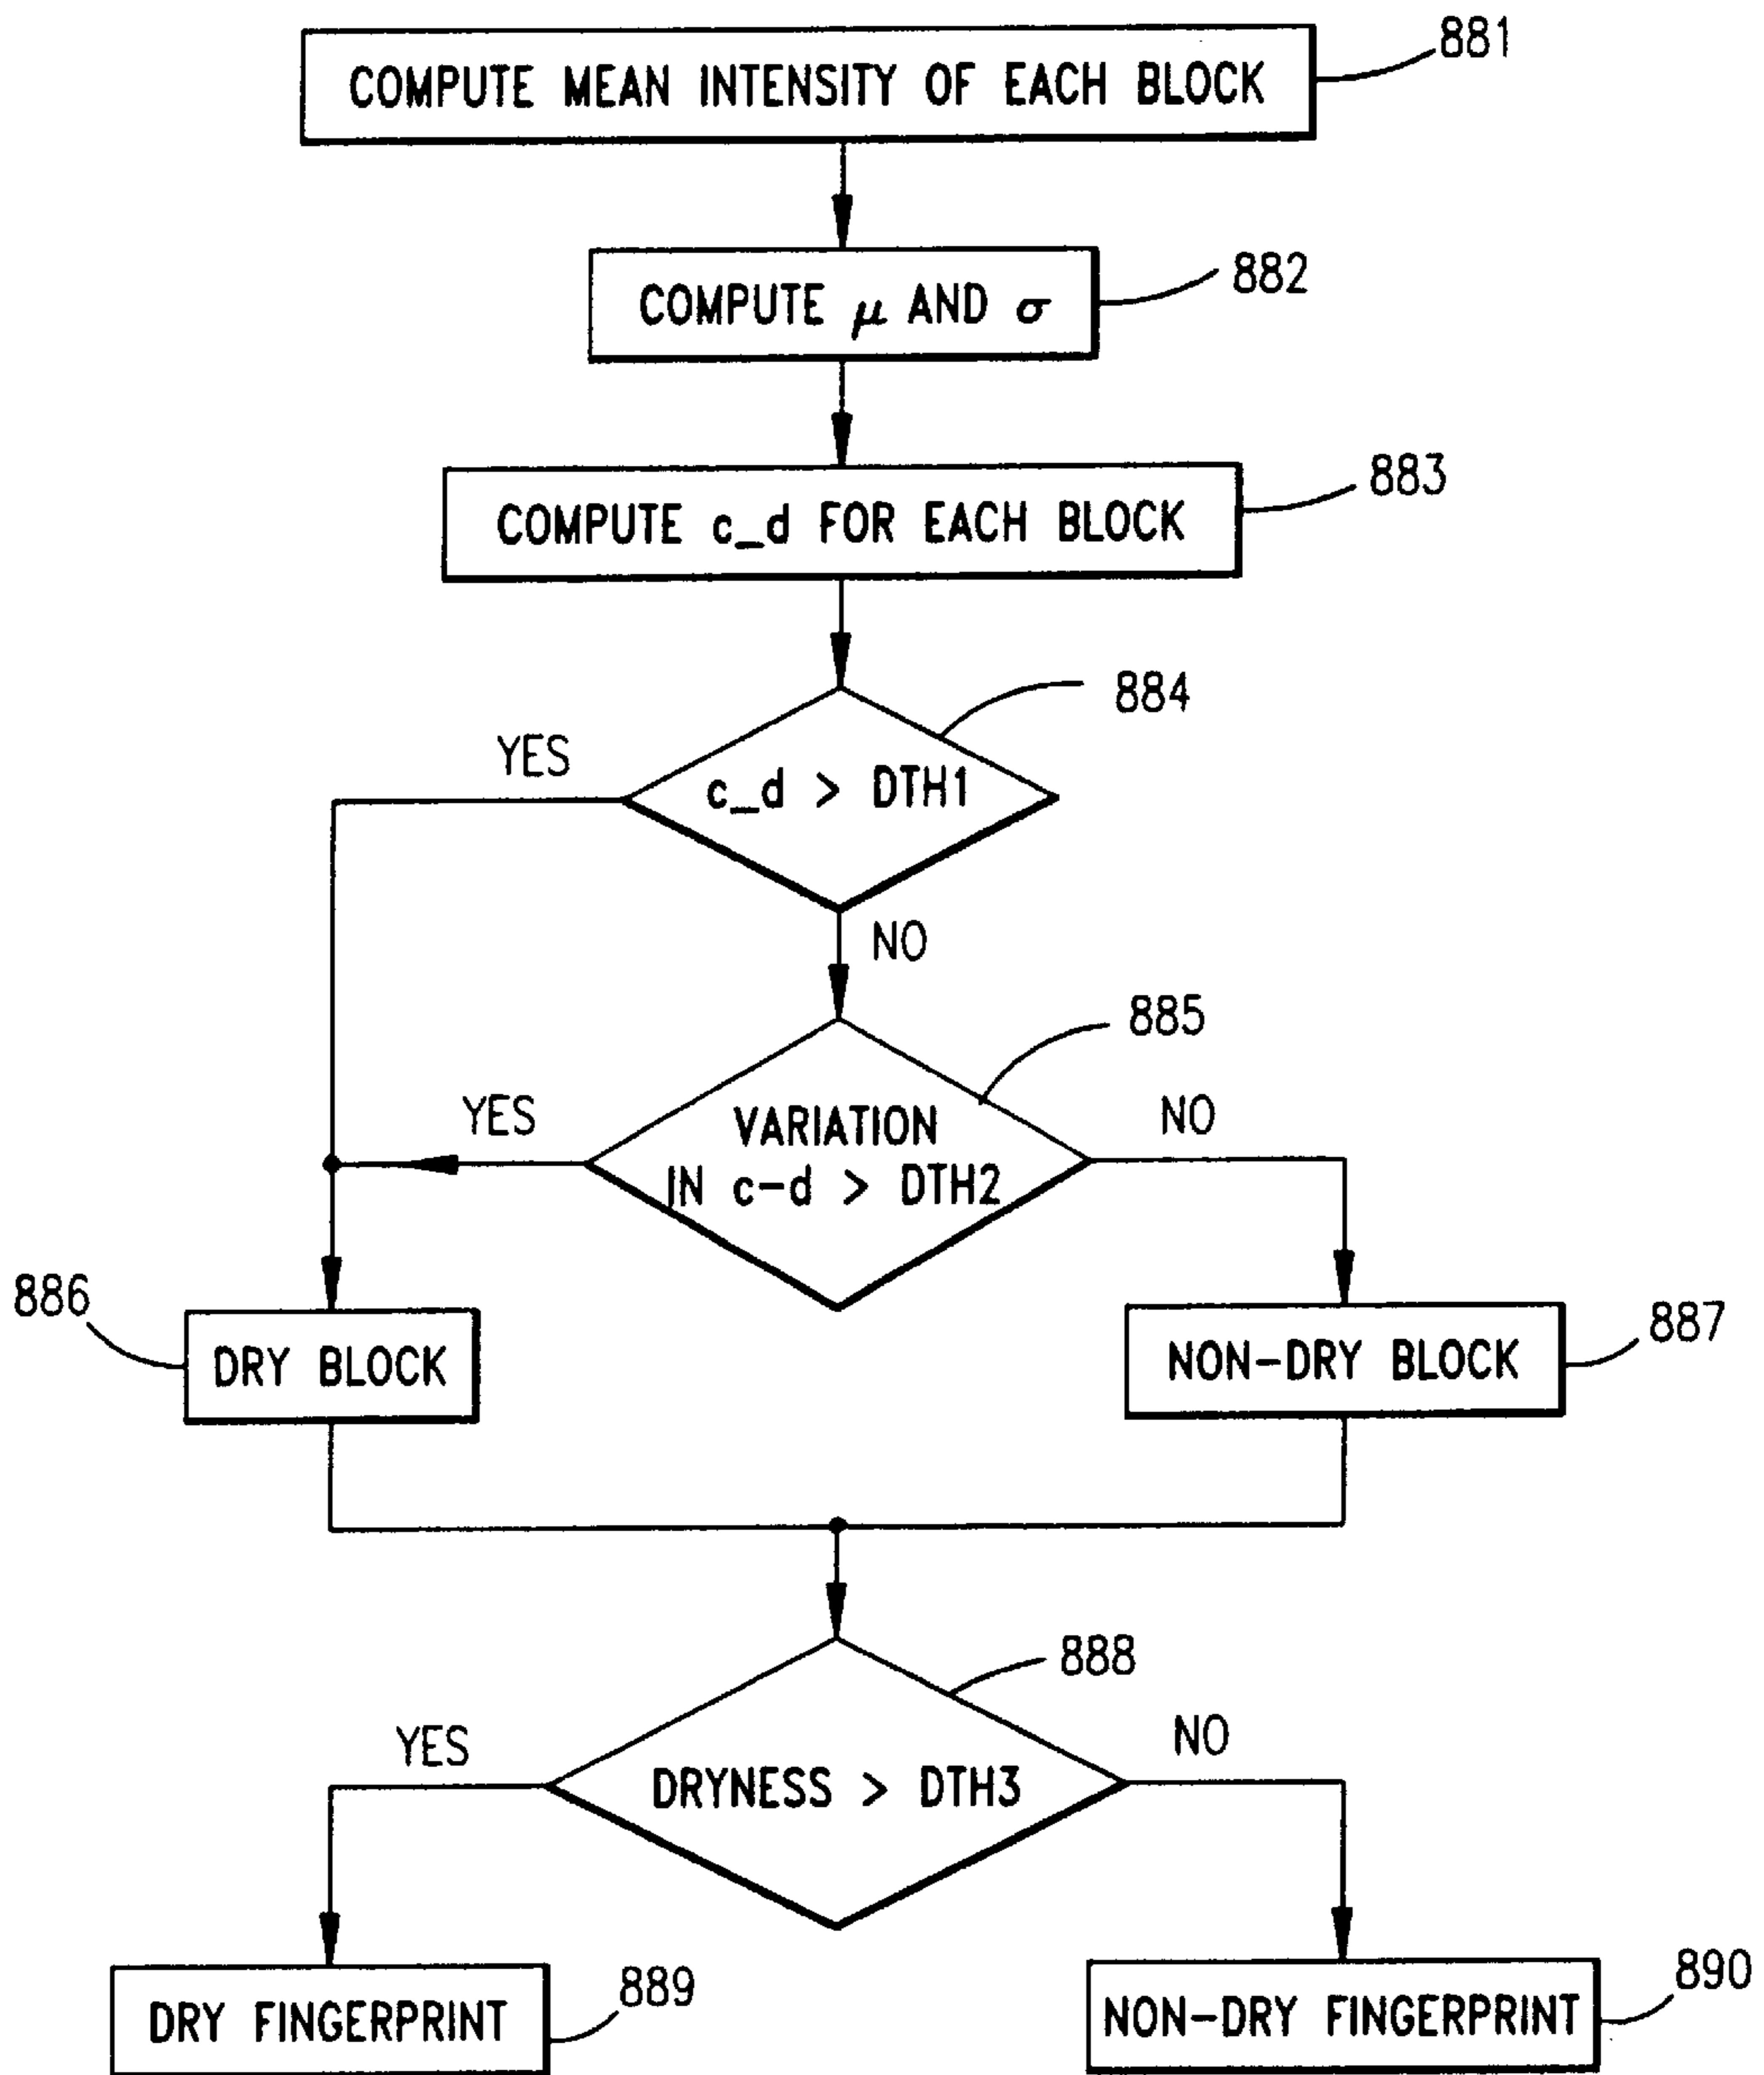 881
COMPUTE MEAN INTENSITY OF EACH BLOCK
882
COMPUTE μ AND σ
883
COMPUTE c_d FOR EACH BLOCK
884
YES
c_d > DTH1
NO
885
YES
VARIATION
IN c-d > DTH2
NO
886
DRY BLOCK
887
NON-DRY BLOCK
888
YES
DRYNESS > DTH3
NO
889
DRY FINGERPRINT
890
NON-DRY FINGERPRINT